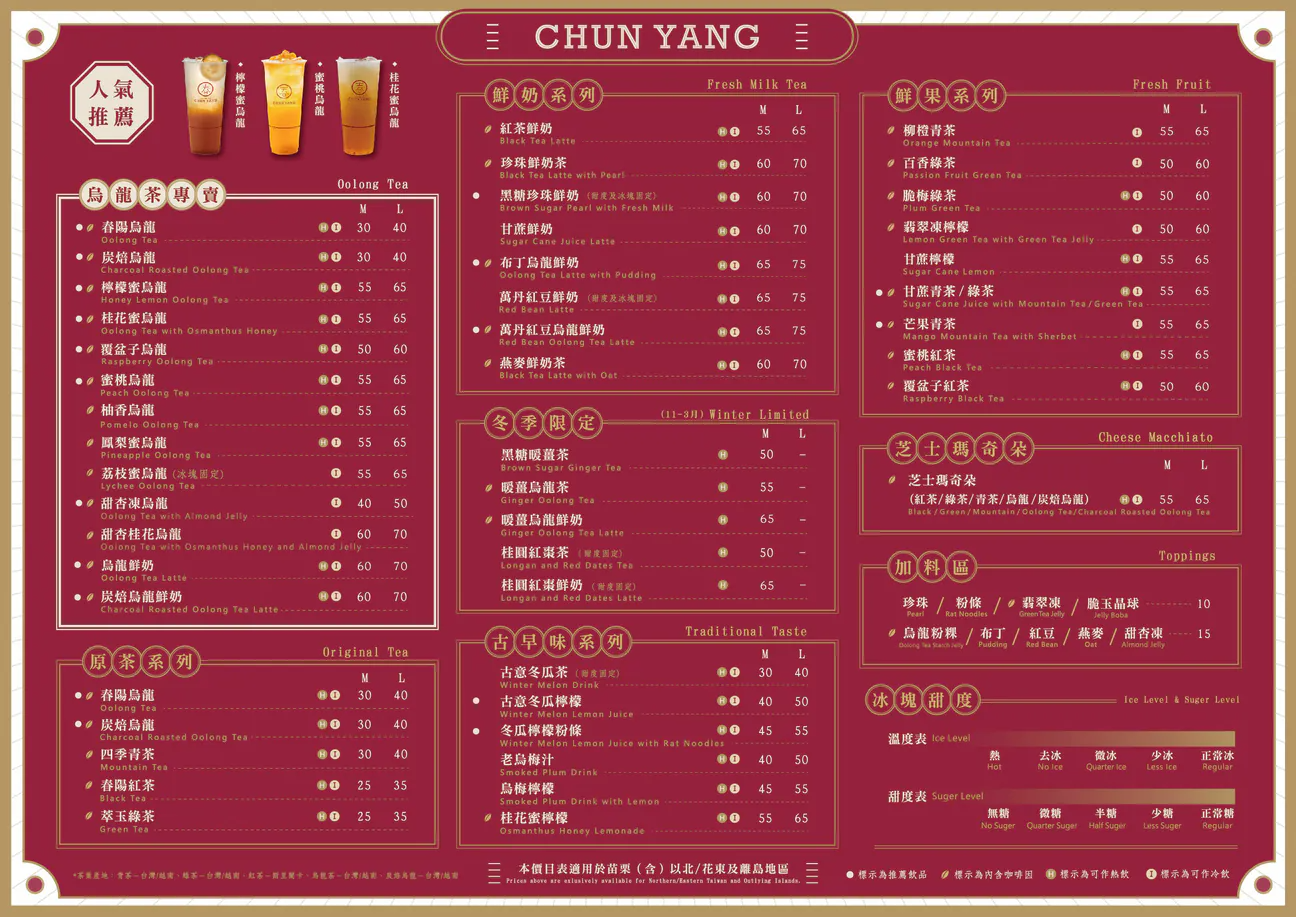 CHUN YANG
人氣
推薦
檸檬蜜烏龍
蜜桃烏龍
桂花蜜烏龍
烏龍茶專賣
Oolong Tea
M L
春陽烏龍 H I 30 40
Oolong Tea
炭焙烏龍 H I 30 40
Charcoal Roasted Oolong Tea
檸檬蜜烏龍 H I 55 65
Honey Lemon Oolong Tea
桂花蜜烏龍 H I 55 65
Oolong Tea with Osmanthus Honey
覆盆子烏龍 H I 50 60
Raspberry Oolong Tea
蜜桃烏龍 H I 55 65
Peach Oolong Tea
柚香烏龍 H I 55 65
Pomelo Oolong Tea
鳳梨蜜烏龍 H I 55 65
Pineapple Oolong Tea
荔枝蜜烏龍 (冰塊固定) I 55 65
Lychee Oolong Tea
甜杏凍烏龍 I 40 50
Oolong Tea with Almond Jelly
甜杏桂花烏龍 I 60 70
Oolong Tea with Osmanthus Honey and Almond Jelly
烏龍鮮奶 H I 60 70
Oolong Tea Latte
炭焙烏龍鮮奶 H I 60 70
Charcoal Roasted Oolong Tea Latte
原茶系列
Original Tea
M L
春陽烏龍 H I 30 40
Oolong Tea
炭焙烏龍 H I 30 40
Charcoal Roasted Oolong Tea
四季青茶 H I 30 40
Mountain Tea
春陽紅茶 H I 25 35
Black Tea
萃玉綠茶 H I 25 35
Green Tea
鮮奶系列
Fresh Milk Tea
M L
紅茶鮮奶 H I 55 65
Black Tea Latte
珍珠鮮奶茶 H I 60 70
Black Tea Latte with Pearl
黑糖珍珠鮮奶 (甜度及冰塊固定) H I 60 70
Brown Sugar Pearl with Fresh Milk
甘蔗鮮奶 H I 60 70
Sugar Cane Juice Latte
布丁烏龍鮮奶 H I 65 75
Oolong Tea Latte with Pudding
萬丹紅豆鮮奶 (甜度及冰塊固定) H I 65 75
Red Bean Latte
萬丹紅豆烏龍鮮奶 H I 65 75
Red Bean Oolong Tea Latte
燕麥鮮奶茶 H I 60 70
Black Tea Latte with Oat
冬季限定
(11-3月) Winter Limited
M L
黑糖暖薑茶 H 50 –
Brown Sugar Ginger Tea
暖薑烏龍茶 H 55 –
Ginger Oolong Tea
暖薑烏龍鮮奶 H 65 –
Ginger Oolong Tea Latte
桂圓紅棗茶 (甜度固定) H 50 –
Longan and Red Dates Tea
桂圓紅棗鮮奶 (甜度固定) H 65 –
Longan and Red Dates Latte
古早味系列
Traditional Taste
M L
古意冬瓜茶 (甜度固定) H I 30 40
Winter Melon Drink
古意冬瓜檸檬 H I 40 50
Winter Melon Lemon Juice
冬瓜檸檬粉條 H I 45 55
Winter Melon Lemon Juice with Rat Noodles
老烏梅汁 H I 40 50
Smoked Plum Drink
烏梅檸檬 H I 45 55
Smoked Plum Drink with Lemon
桂花蜜檸檬 H I 55 65
Osmanthus Honey Lemonade
鮮果系列
Fresh Fruit
M L
柳橙青茶 I 55 65
Orange Mountain Tea
百香綠茶 I 50 60
Passion Fruit Green Tea
脆梅綠茶 H I 50 60
Plum Green Tea
翡翠凍檸檬 I 50 60
Lemon Green Tea with Green Tea Jelly
甘蔗檸檬 H I 55 65
Sugar Cane Lemon
甘蔗青茶 / 綠茶 H I 55 65
Sugar Cane Juice with Mountain Tea/Green Tea
芒果青茶 I 55 65
Mango Mountain Tea with Sherbet
蜜桃紅茶 H I 55 65
Peach Black Tea
覆盆子紅茶 H I 50 60
Raspberry Black Tea
芝士瑪奇朵
Cheese Macchiato
M L
芝士瑪奇朵
(紅茶/綠茶/青茶/烏龍/炭焙烏龍) H I 55 65
Black/Green/Mountain/Oolong Tea/Charcoal Roasted Oolong Tea
加料區
Toppings
珍珠 / 粉條 / 翡翠凍 / 脆玉晶球 10
Pearl Rat Noodles GreenTea Jelly Jelly Boba
烏龍粉粿 / 布丁 / 紅豆 / 燕麥 / 甜杏凍 15
Oolong Tea Starch Jelly Pudding Red Bean Oat Almond Jelly
冰塊甜度
Ice Level & Suger Level
溫度表 Ice Level
熱 去冰 微冰 少冰 正常冰
Hot No Ice Quarter Ice Less Ice Regular
甜度表 Suger Level
無糖 微糖 半糖 少糖 正常糖
No Suger Quarter Suger Half Suger Less Suger Regular
*茶葉產地：青茶－台灣/越南、綠茶－台灣/越南、紅茶－斯里蘭卡、烏龍茶－台灣/越南、炭焙烏龍－台灣/越南
本價目表適用於苗栗（含）以北/花東及離島地區
Prices above are exlusively available for Northern/Eastern Taiwan and Outlying Islands.
標示為推薦飲品 標示為內含咖啡因 H 標示為可作熱飲 I 標示為可作冷飲